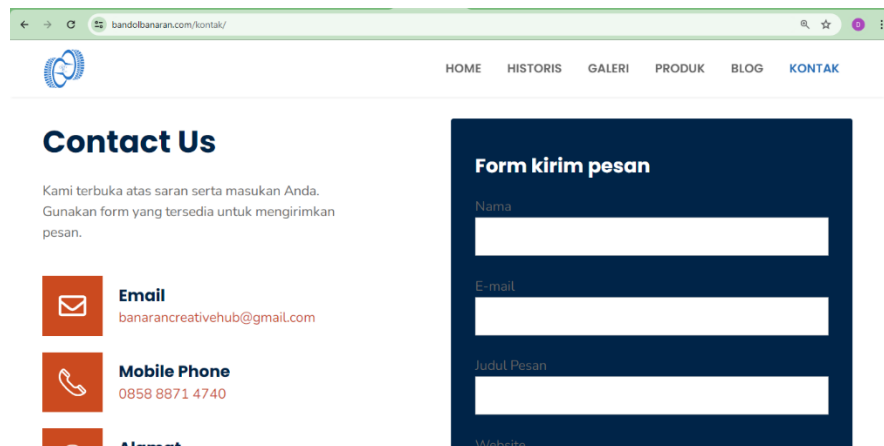 bandolbanaran.com/kontak/
D
HOME HISTORIS GALERI PRODUK BLOG KONTAK
Contact Us
Kami terbuka atas saran serta masukan Anda.
Gunakan form yang tersedia untuk mengirimkan
pesan.
Email
banarancreativehub@gmail.com
Mobile Phone
0858 8871 4740
Alamat
Form kirim pesan
Nama
E-mail
Judul Pesan
Website